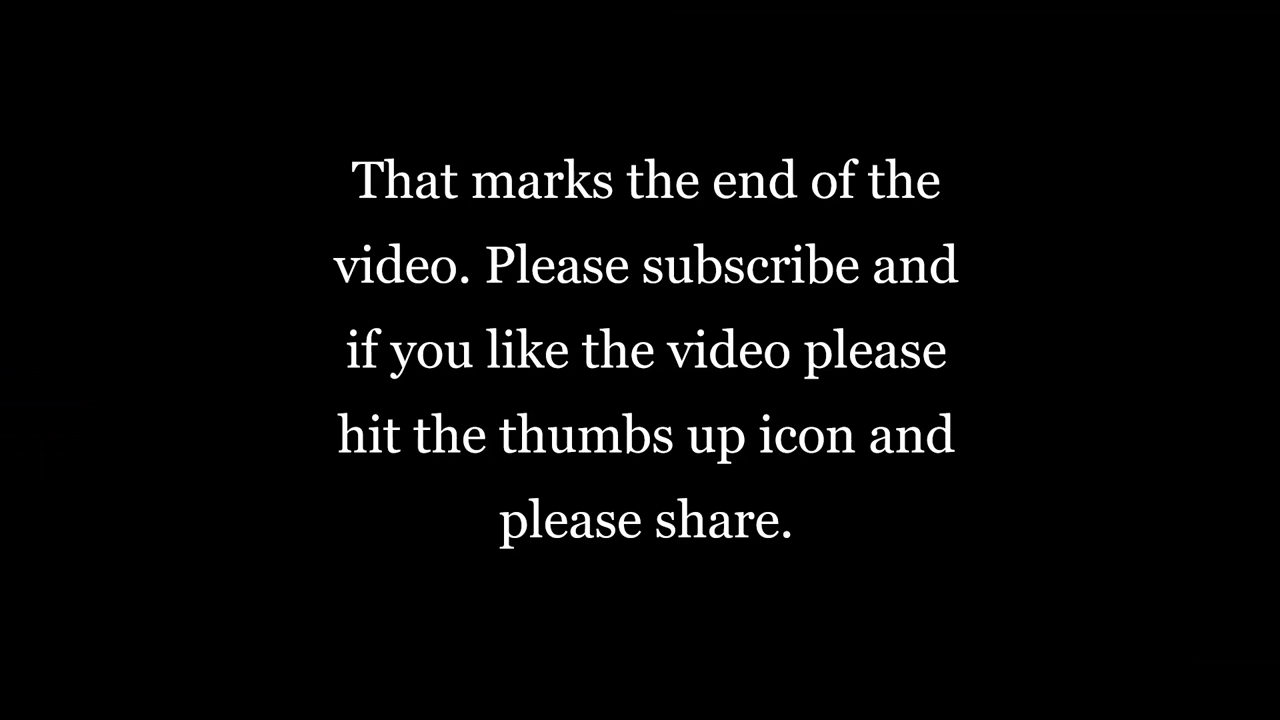 That marks the end of the
video. Please subscribe and
if you like the video please
hit the thumbs up icon and
please share.